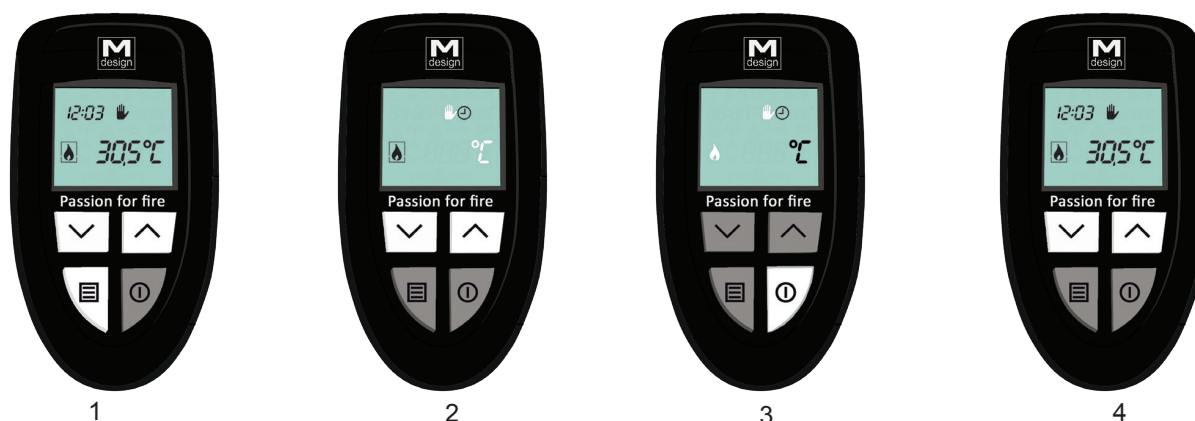 M
design
12:03
30,5°C
Passion for fire
1
M
design
°C
Passion for fire
2
M
design
°C
Passion for fire
3
M
design
12:03
30,5°C
Passion for fire
4